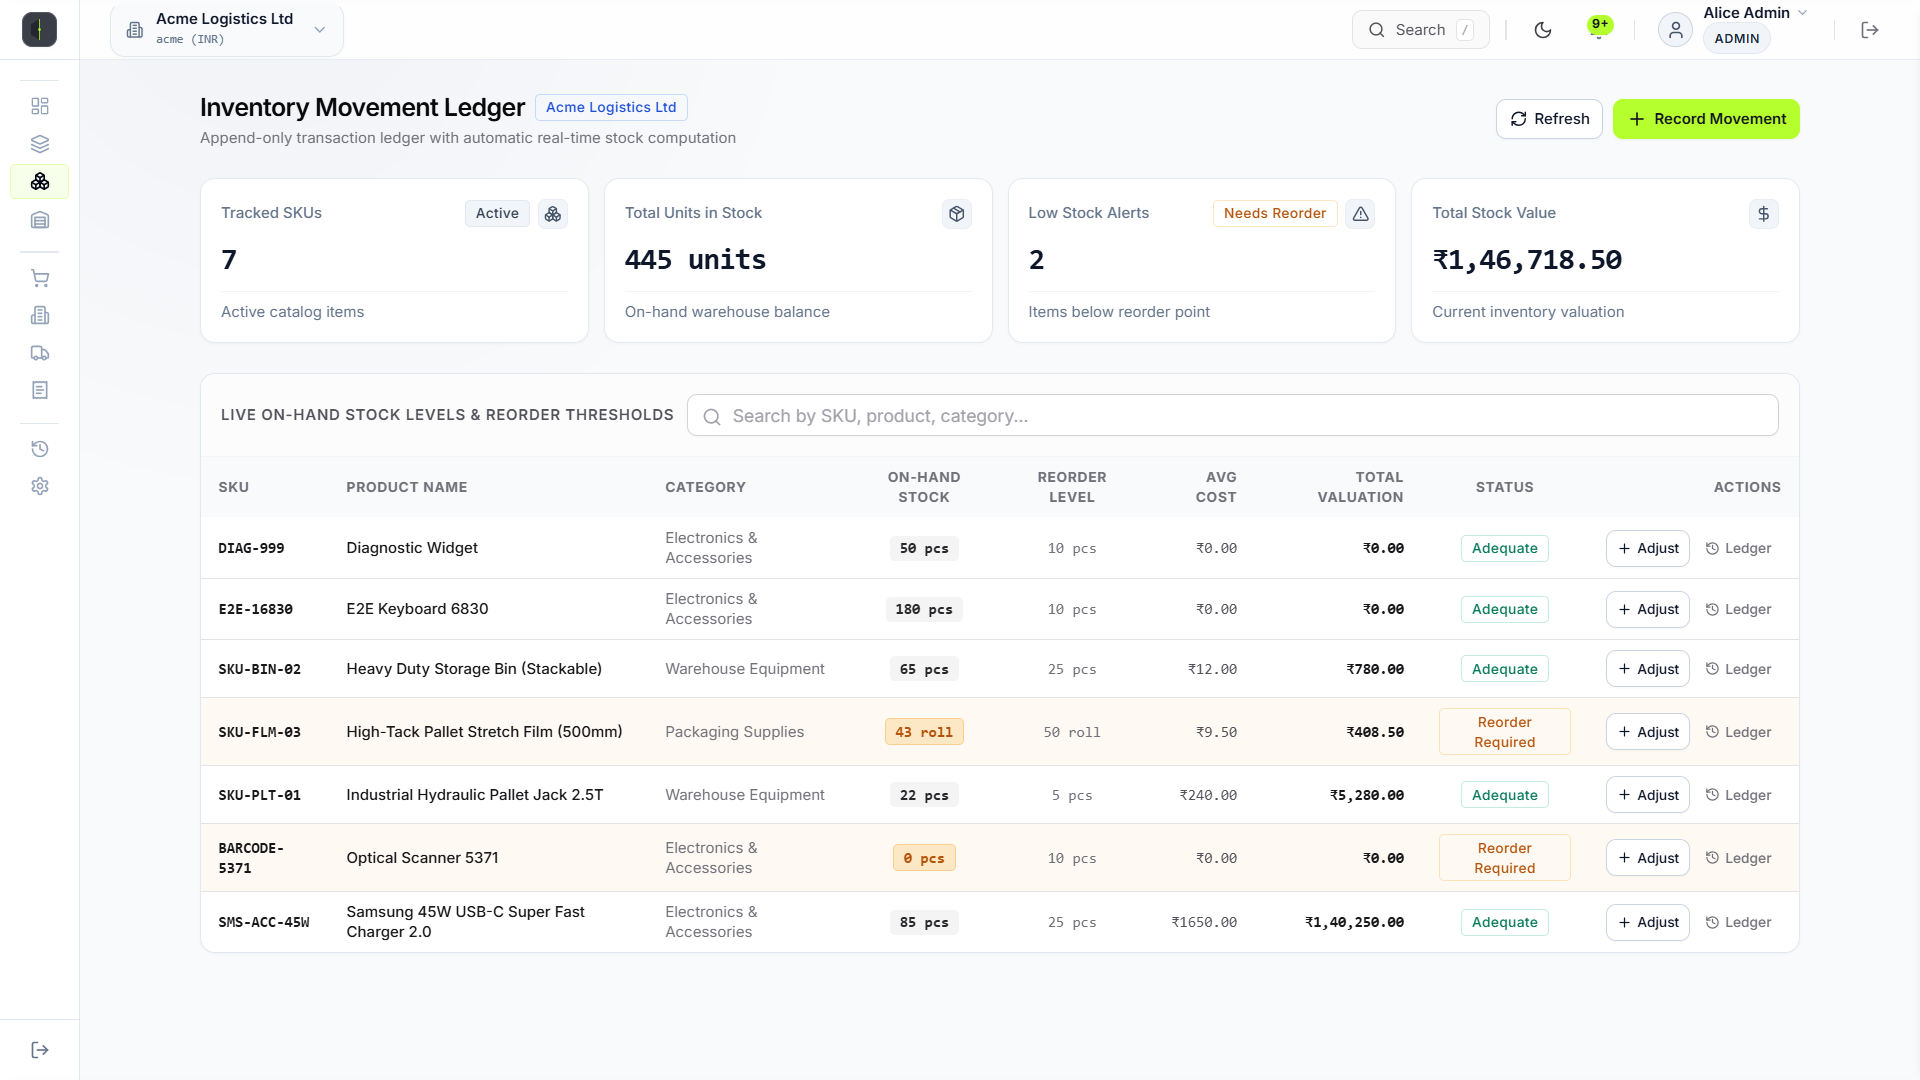 Acme Logistics Ltd
acme (INR)
Search /
9+
Alice Admin
ADMIN
Inventory Movement Ledger
Acme Logistics Ltd
Append-only transaction ledger with automatic real-time stock computation
Refresh
Record Movement
Tracked SKUs
Active
7
Active catalog items
Total Units in Stock
445 units
On-hand warehouse balance
Low Stock Alerts
Needs Reorder
2
Items below reorder point
Total Stock Value
₹1,46,718.50
Current inventory valuation
LIVE ON-HAND STOCK LEVELS & REORDER THRESHOLDS
Search by SKU, product, category...
SKU PRODUCT NAME CATEGORY ON-HAND STOCK REORDER LEVEL AVG COST TOTAL VALUATION STATUS ACTIONS
DIAG-999 Diagnostic Widget Electronics & Accessories 50 pcs 10 pcs ₹0.00 ₹0.00 Adequate Adjust Ledger
E2E-16830 E2E Keyboard 6830 Electronics & Accessories 180 pcs 10 pcs ₹0.00 ₹0.00 Adequate Adjust Ledger
SKU-BIN-02 Heavy Duty Storage Bin (Stackable) Warehouse Equipment 65 pcs 25 pcs ₹12.00 ₹780.00 Adequate Adjust Ledger
SKU-FLM-03 High-Tack Pallet Stretch Film (500mm) Packaging Supplies 43 roll 50 roll ₹9.50 ₹408.50 Reorder Required Adjust Ledger
SKU-PLT-01 Industrial Hydraulic Pallet Jack 2.5T Warehouse Equipment 22 pcs 5 pcs ₹240.00 ₹5,280.00 Adequate Adjust Ledger
BARCODE-5371 Optical Scanner 5371 Electronics & Accessories 0 pcs 10 pcs ₹0.00 ₹0.00 Reorder Required Adjust Ledger
SMS-ACC-45W Samsung 45W USB-C Super Fast Charger 2.0 Electronics & Accessories 85 pcs 25 pcs ₹1650.00 ₹1,40,250.00 Adequate Adjust Ledger